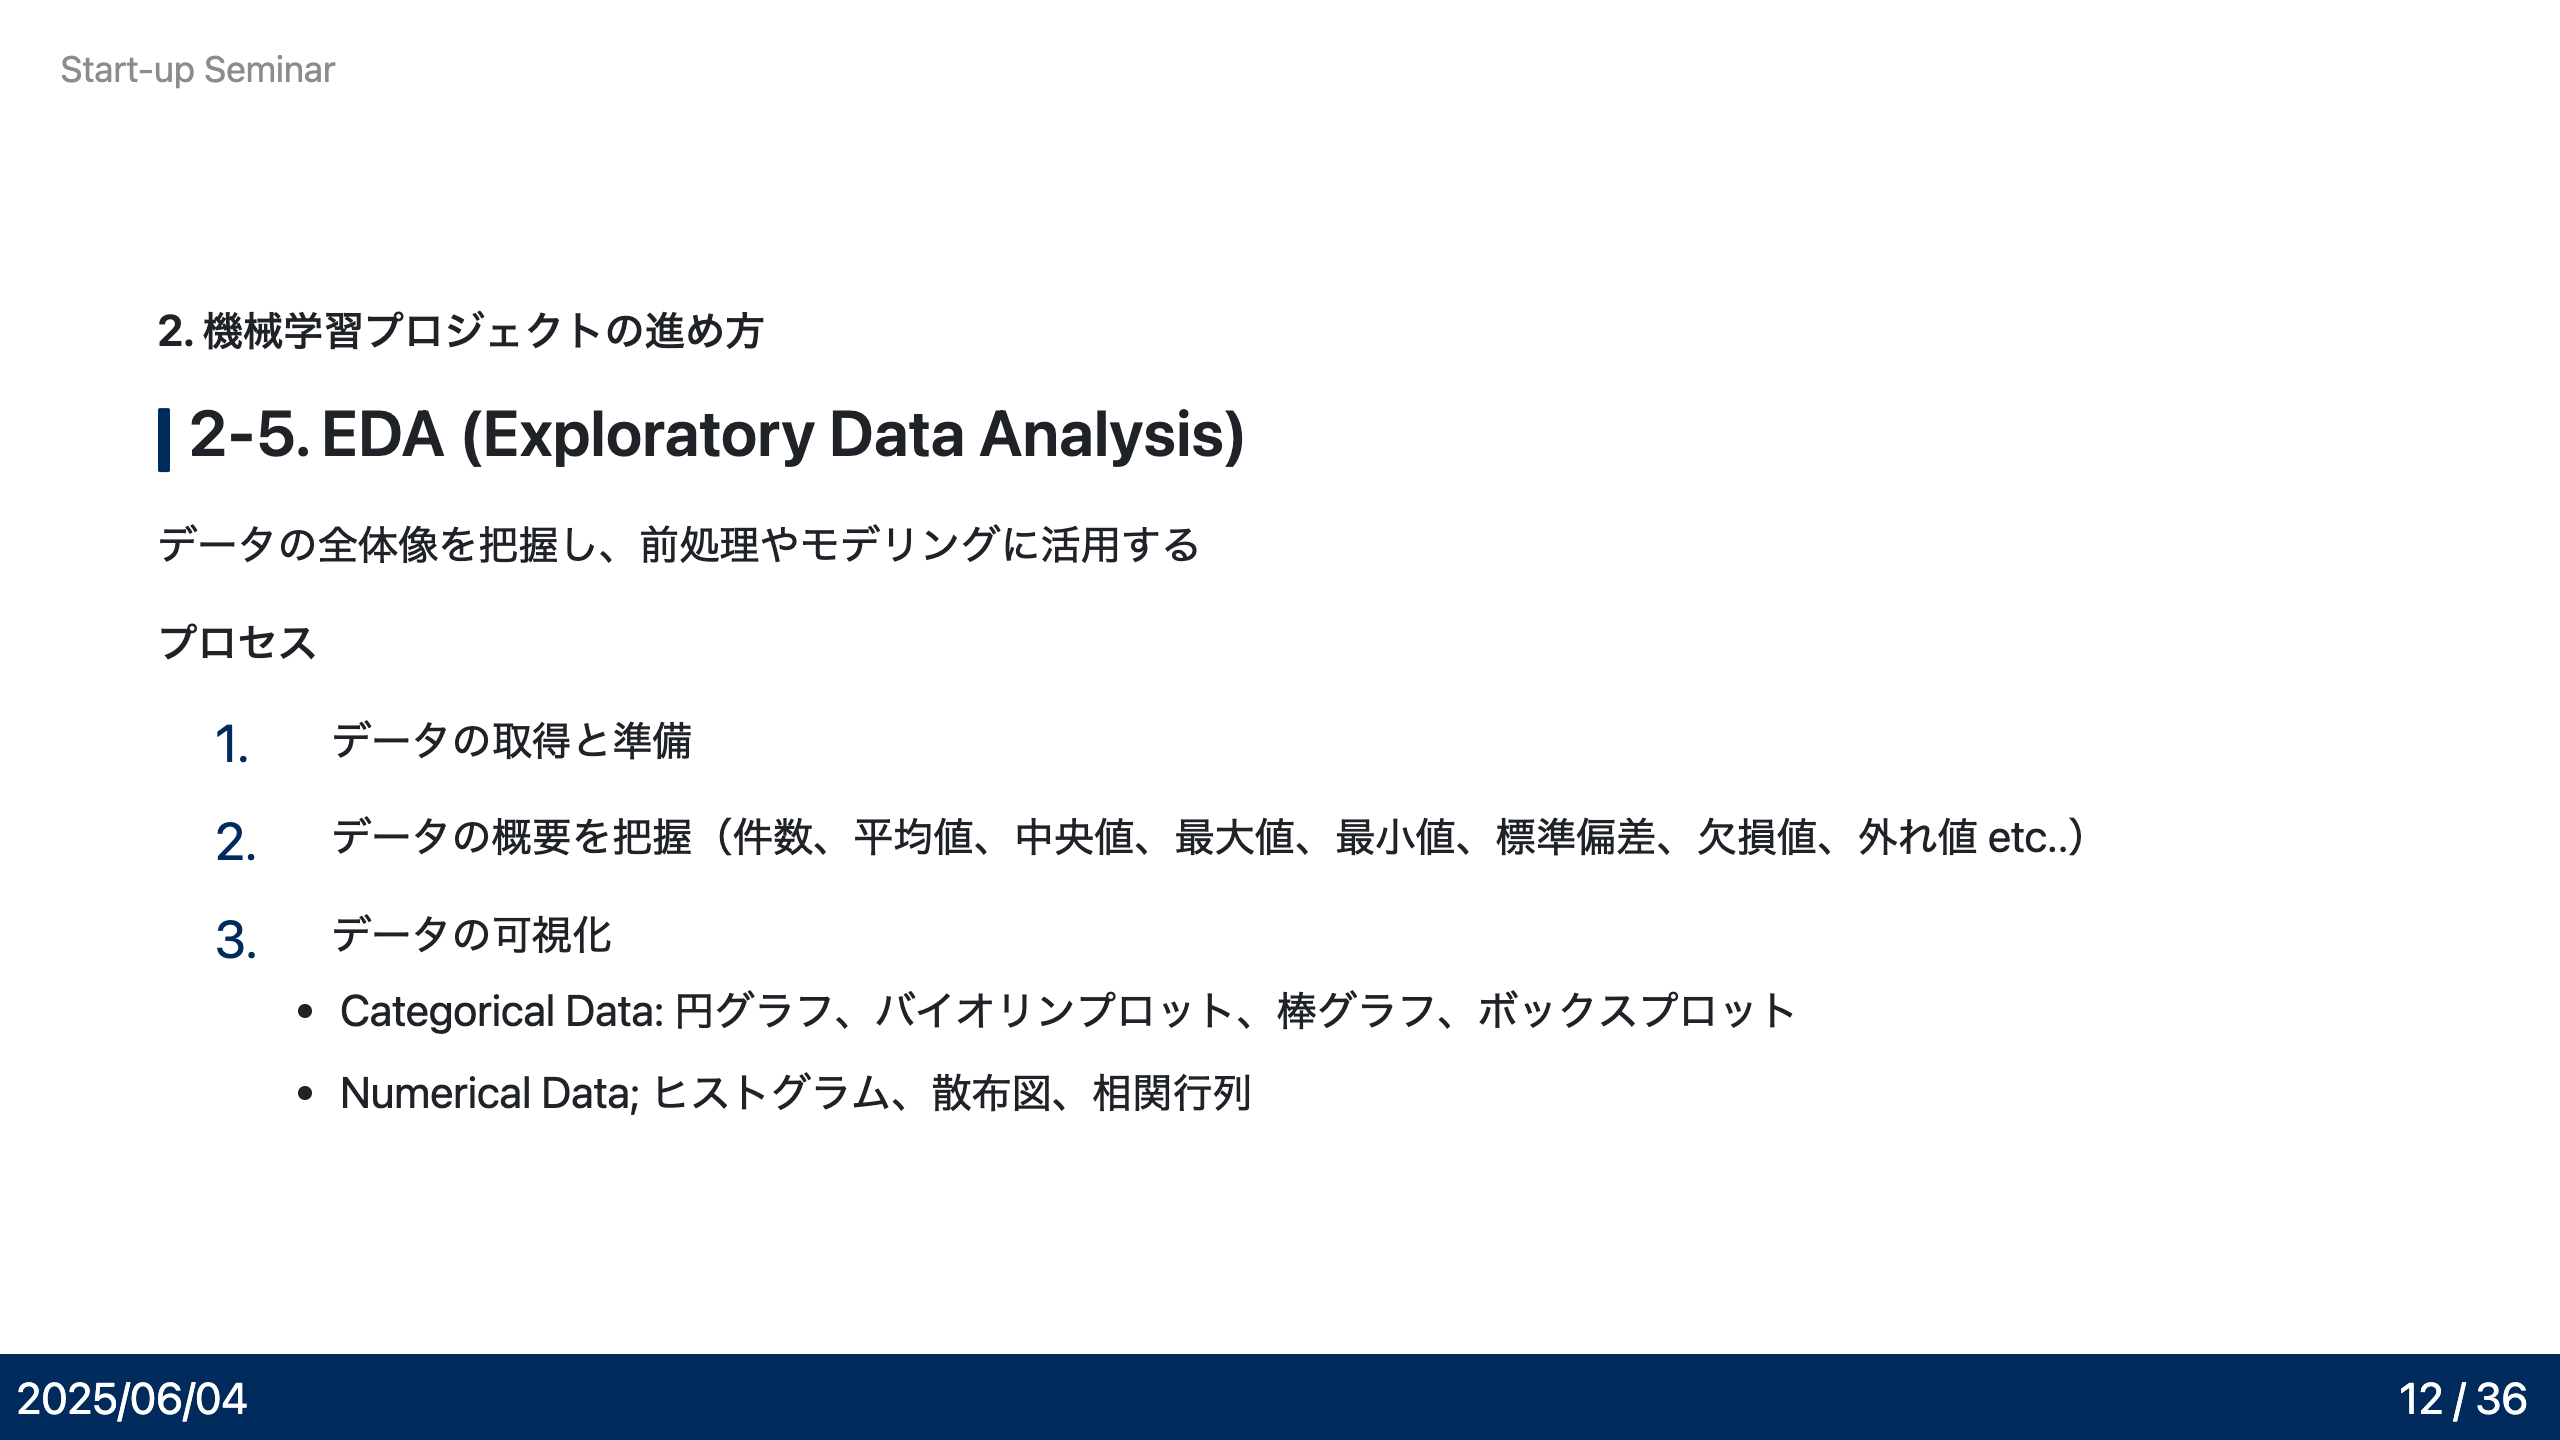 Start-up Seminar
2. 機械学習プロジェクトの進め方
2-5. EDA (Exploratory Data Analysis)
データの全体像を把握し、前処理やモデリングに活用する
プロセス
1. データの取得と準備
2. データの概要を把握（件数、平均値、中央値、最大値、最小値、標準偏差、欠損値、外れ値 etc..）
3. データの可視化
• Categorical Data: 円グラフ、バイオリンプロット、棒グラフ、ボックスプロット
• Numerical Data; ヒストグラム、散布図、相関行列
2025/06/04
12 / 36